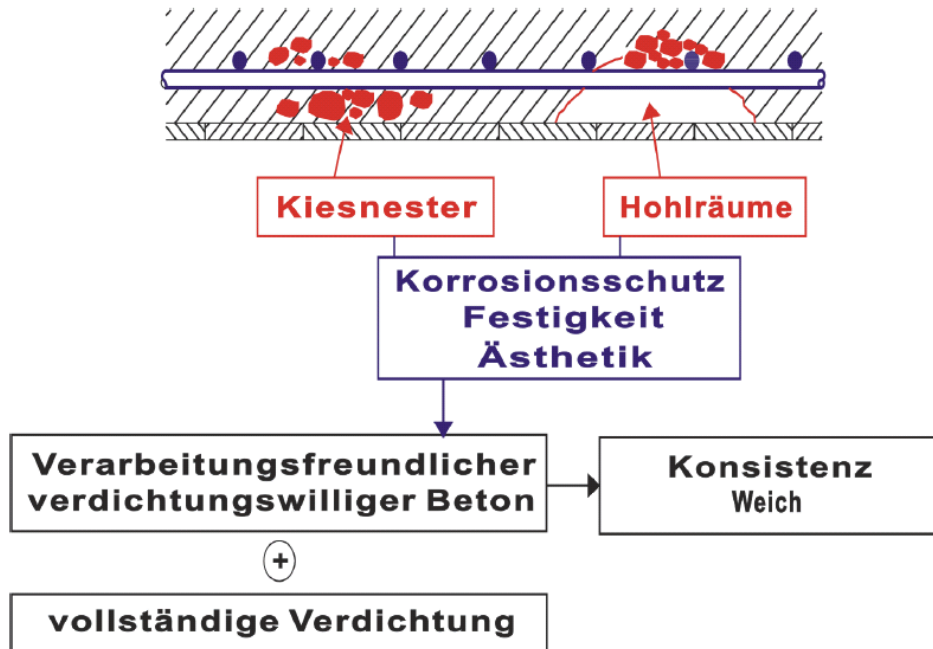 Kiesnester
Hohlräume
Korrosionsschutz
Festigkeit
Ästhetik
Verarbeitungsfreundlicher
verdichtungswilliger Beton
Konsistenz
Weich
+
vollständige Verdichtung